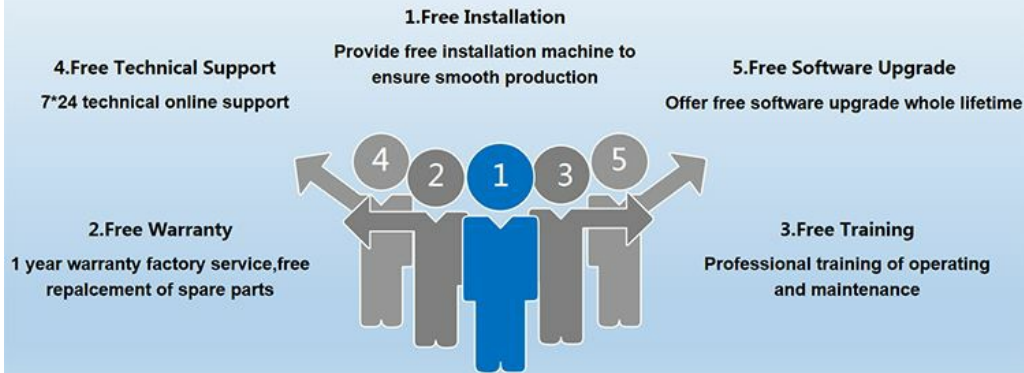 1.Free Installation
Provide free installation machine to
ensure smooth production
4.Free Technical Support
7*24 technical online support
5.Free Software Upgrade
Offer free software upgrade whole lifetime
4
2
1
3
5
2.Free Warranty
1 year warranty factory service,free
repalcement of spare parts
3.Free Training
Professional training of operating
and maintenance